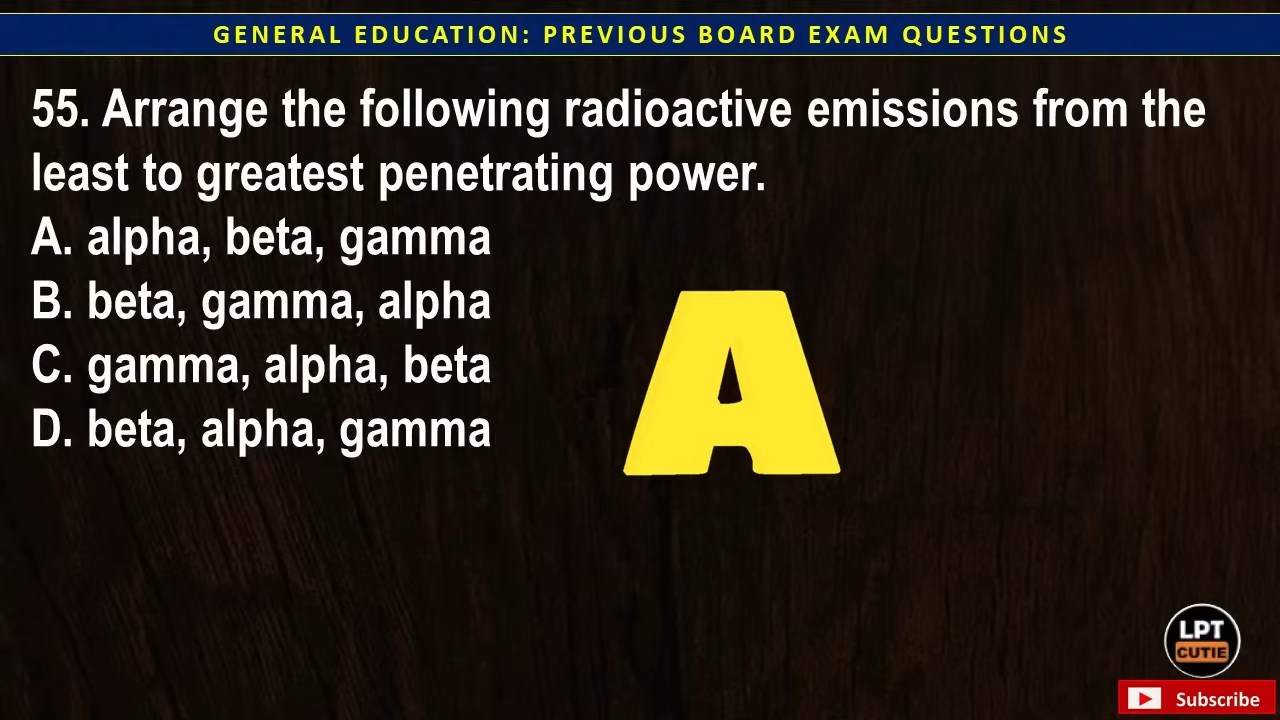 GENERAL EDUCATION: PREVIOUS BOARD EXAM QUESTIONS
55. Arrange the following radioactive emissions from the
least to greatest penetrating power.
A. alpha, beta, gamma
B. beta, gamma, alpha
C. gamma, alpha, beta
D. beta, alpha, gamma
A
LPT
CUTIE
Subscribe